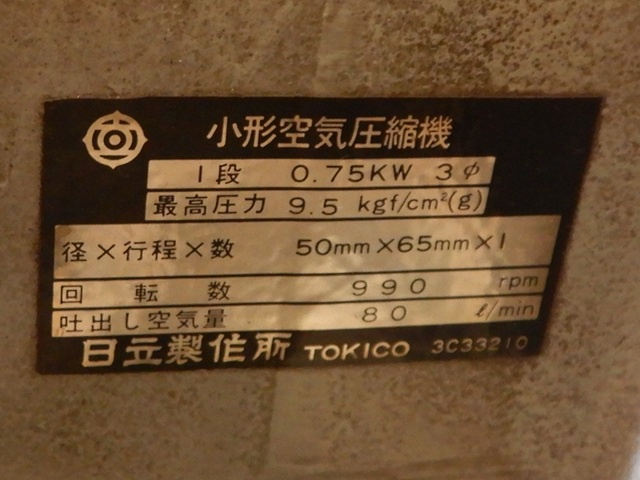 小形空気圧縮機
1段 0.75KW 3φ
最高圧力 9.5 kgf/cm²(g)
径×行程×数 50mm×65mm×1
回転数 990 rpm
吐出し空気量 80 ℓ/min
日立製作所 TOKICO 3C33210